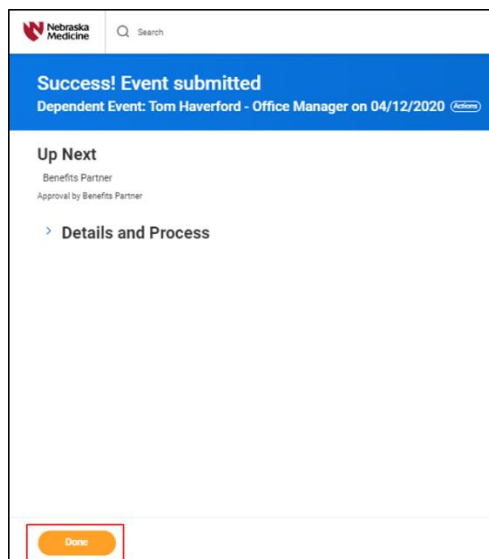 Nebraska
Medicine
Search
Success! Event submitted
Dependent Event: Tom Haverford - Office Manager on 04/12/2020 Actions
Up Next
Benefits Partner
Approval by Benefits Partner
Details and Process
Done